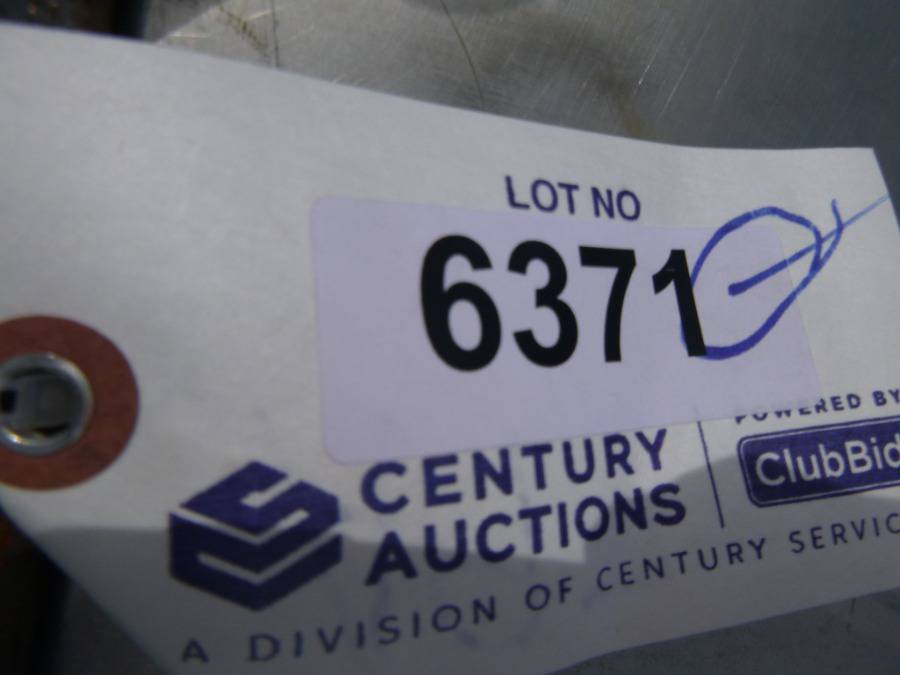 LOT NO
6371
CENTURY
AUCTIONS
POWERED BY
ClubBid
A DIVISION OF CENTURY SERVIC